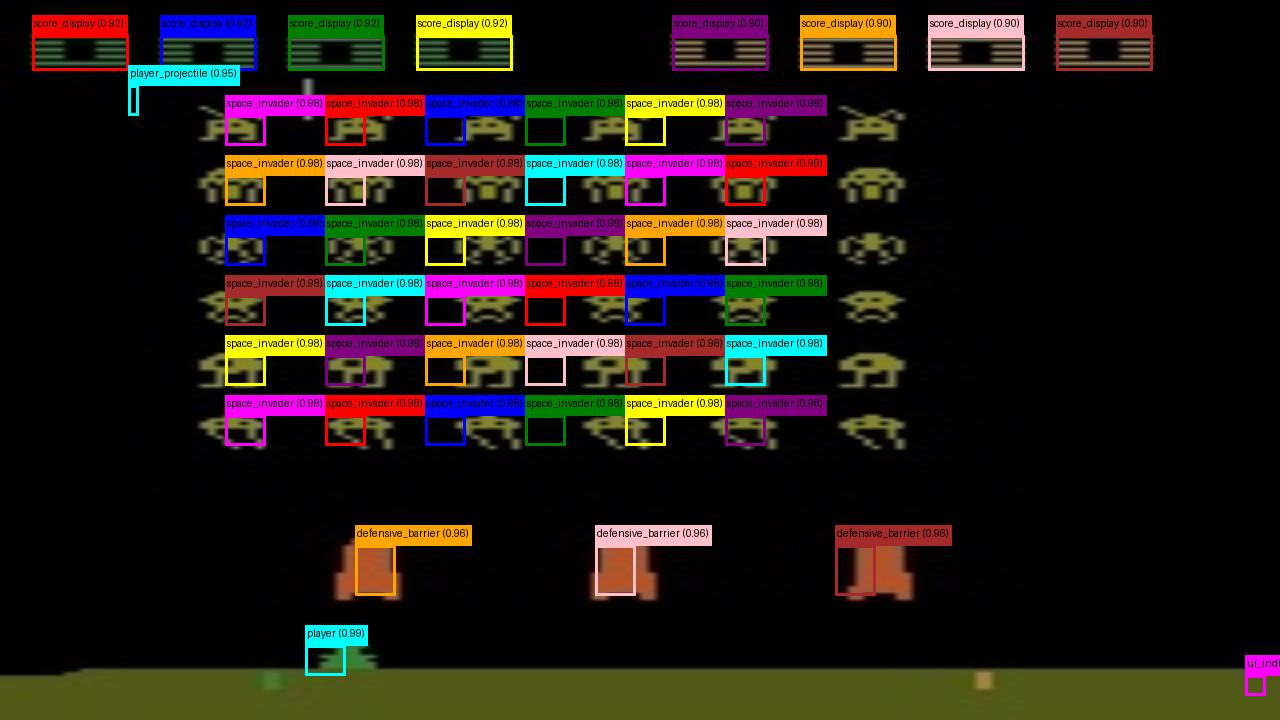 score_display (0.92) score_display (0.92) score_display (0.92) score_display (0.92) score_display (0.90) score_display (0.90) score_display (0.90) score_display (0.90)
player_projectile (0.95)
space_invader (0.98) space_invader (0.98) space_invader (0.98) space_invader (0.98) space_invader (0.98) space_invader (0.98)
space_invader (0.98) space_invader (0.98) space_invader (0.98) space_invader (0.98) space_invader (0.98) space_invader (0.98)
space_invader (0.98) space_invader (0.98) space_invader (0.98) space_invader (0.98) space_invader (0.98) space_invader (0.98)
space_invader (0.98) space_invader (0.98) space_invader (0.98) space_invader (0.98) space_invader (0.98) space_invader (0.98)
space_invader (0.98) space_invader (0.98) space_invader (0.98) space_invader (0.98) space_invader (0.98) space_invader (0.98)
space_invader (0.98) space_invader (0.98) space_invader (0.98) space_invader (0.98) space_invader (0.98) space_invader (0.98)
defensive_barrier (0.96) defensive_barrier (0.96) defensive_barrier (0.96)
player (0.99)